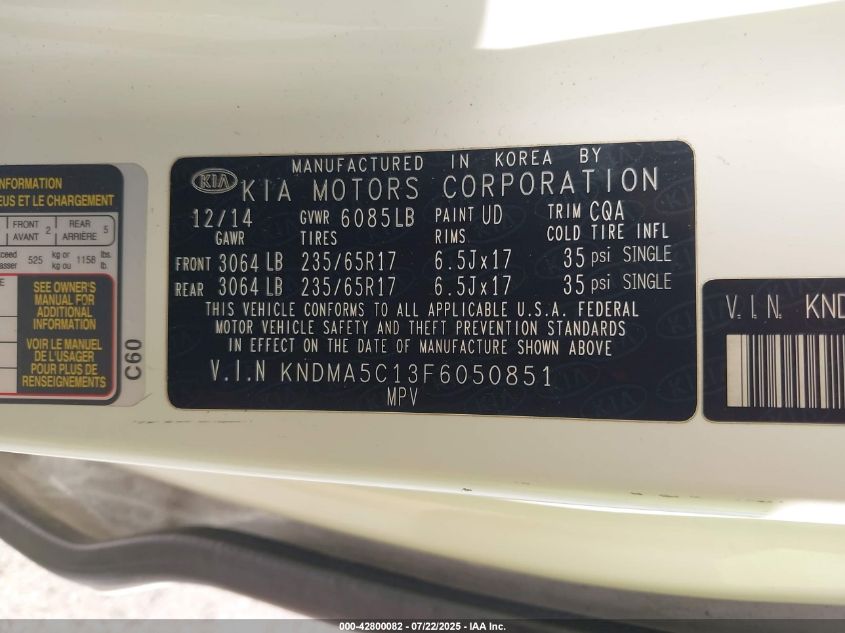 NFORMATION
EUS ET LE CHARGEMENT
FRONT 2 REAR 5
AVANT ARRIÈRE
xceed 525 kg or 1158 lbs.
asser kg ou lb.
SEE OWNER'S
MANUAL FOR
ADDITIONAL
INFORMATION
VOIR LE MANUEL
DE L'USAGER
POUR PLUS DE
RENSEIGNEMENTS
C60
MANUFACTURED IN KOREA BY
KIA KIA MOTORS CORPORATION
12/14 GVWR 6085LB PAINT UD TRIM CQA
GAWR TIRES RIMS COLD TIRE INFL
FRONT 3064 LB 235/65R17 6.5Jx17 35 psi SINGLE
REAR 3064 LB 235/65R17 6.5Jx17 35 psi SINGLE
THIS VEHICLE CONFORMS TO ALL APPLICABLE U.S.A. FEDERAL
MOTOR VEHICLE SAFETY AND THEFT PREVENTION STANDARDS
IN EFFECT ON THE DATE OF MANUFACTURE SHOWN ABOVE
V.I.N KNDMA5C13F6050851
MPV
V.I.N. KND
000-42800082 - 07/22/2025 - IAA Inc.